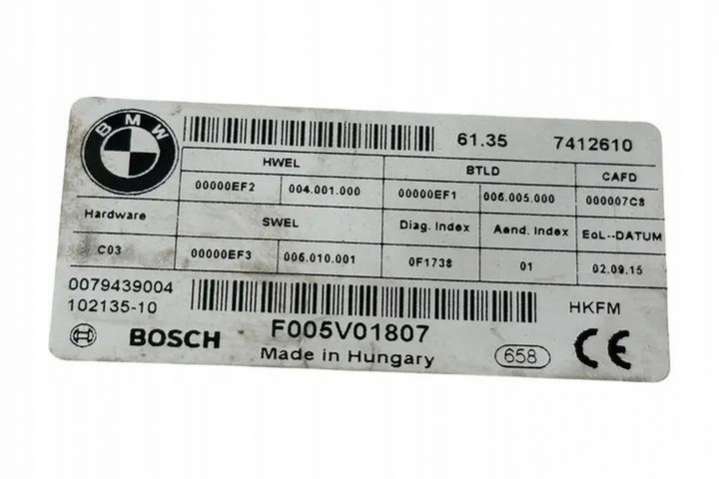 BMW
61.35 7412610
HWEL BTLD CAFD
00000EF2 004.001.000 00000EF1 006.005.000 000007C8
Hardware SWEL Diag. Index Aend. Index EoL--DATUM
C03 00000EF3 006.010.001 0F1738 01 02.09.15
0079439004
102135-10 HKFM
BOSCH F005V01807
Made in Hungary 658 CE